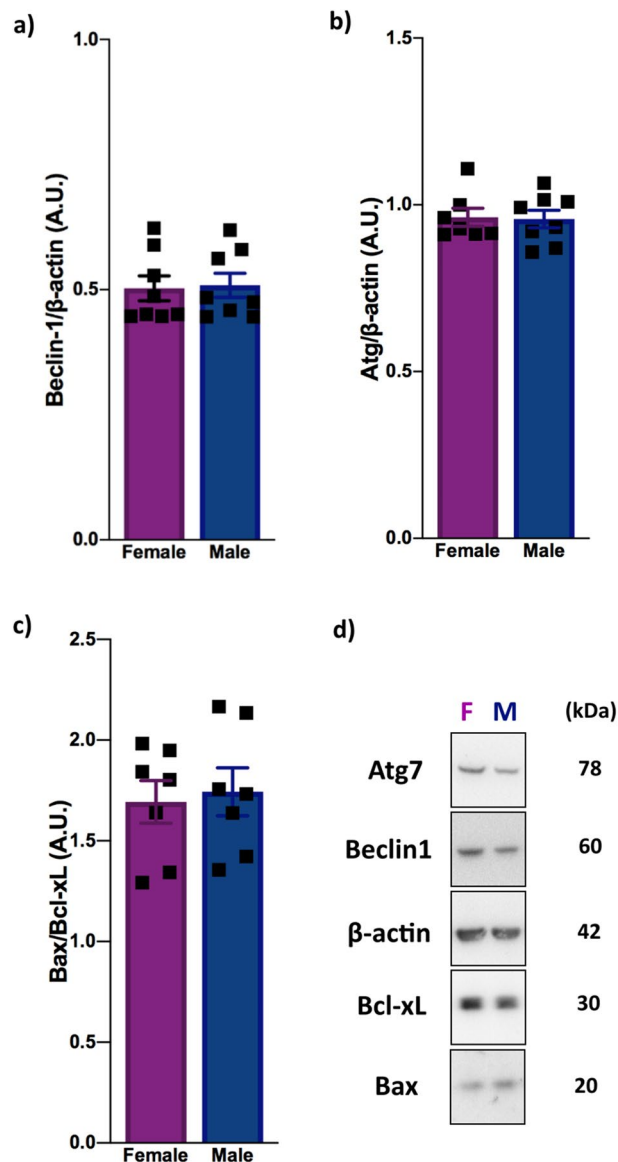 a)
Beclin-1/β-actin (A.U.)
1.0
0.5
0.0
Female Male
b)
Atg/β-actin (A.U.)
1.5
1.0
0.5
0.0
Female Male
c)
Bax/Bcl-xL (A.U.)
2.5
2.0
1.5
1.0
0.5
0.0
Female Male
d)
F M (kDa)
Atg7 78
Beclin1 60
β-actin 42
Bcl-xL 30
Bax 20